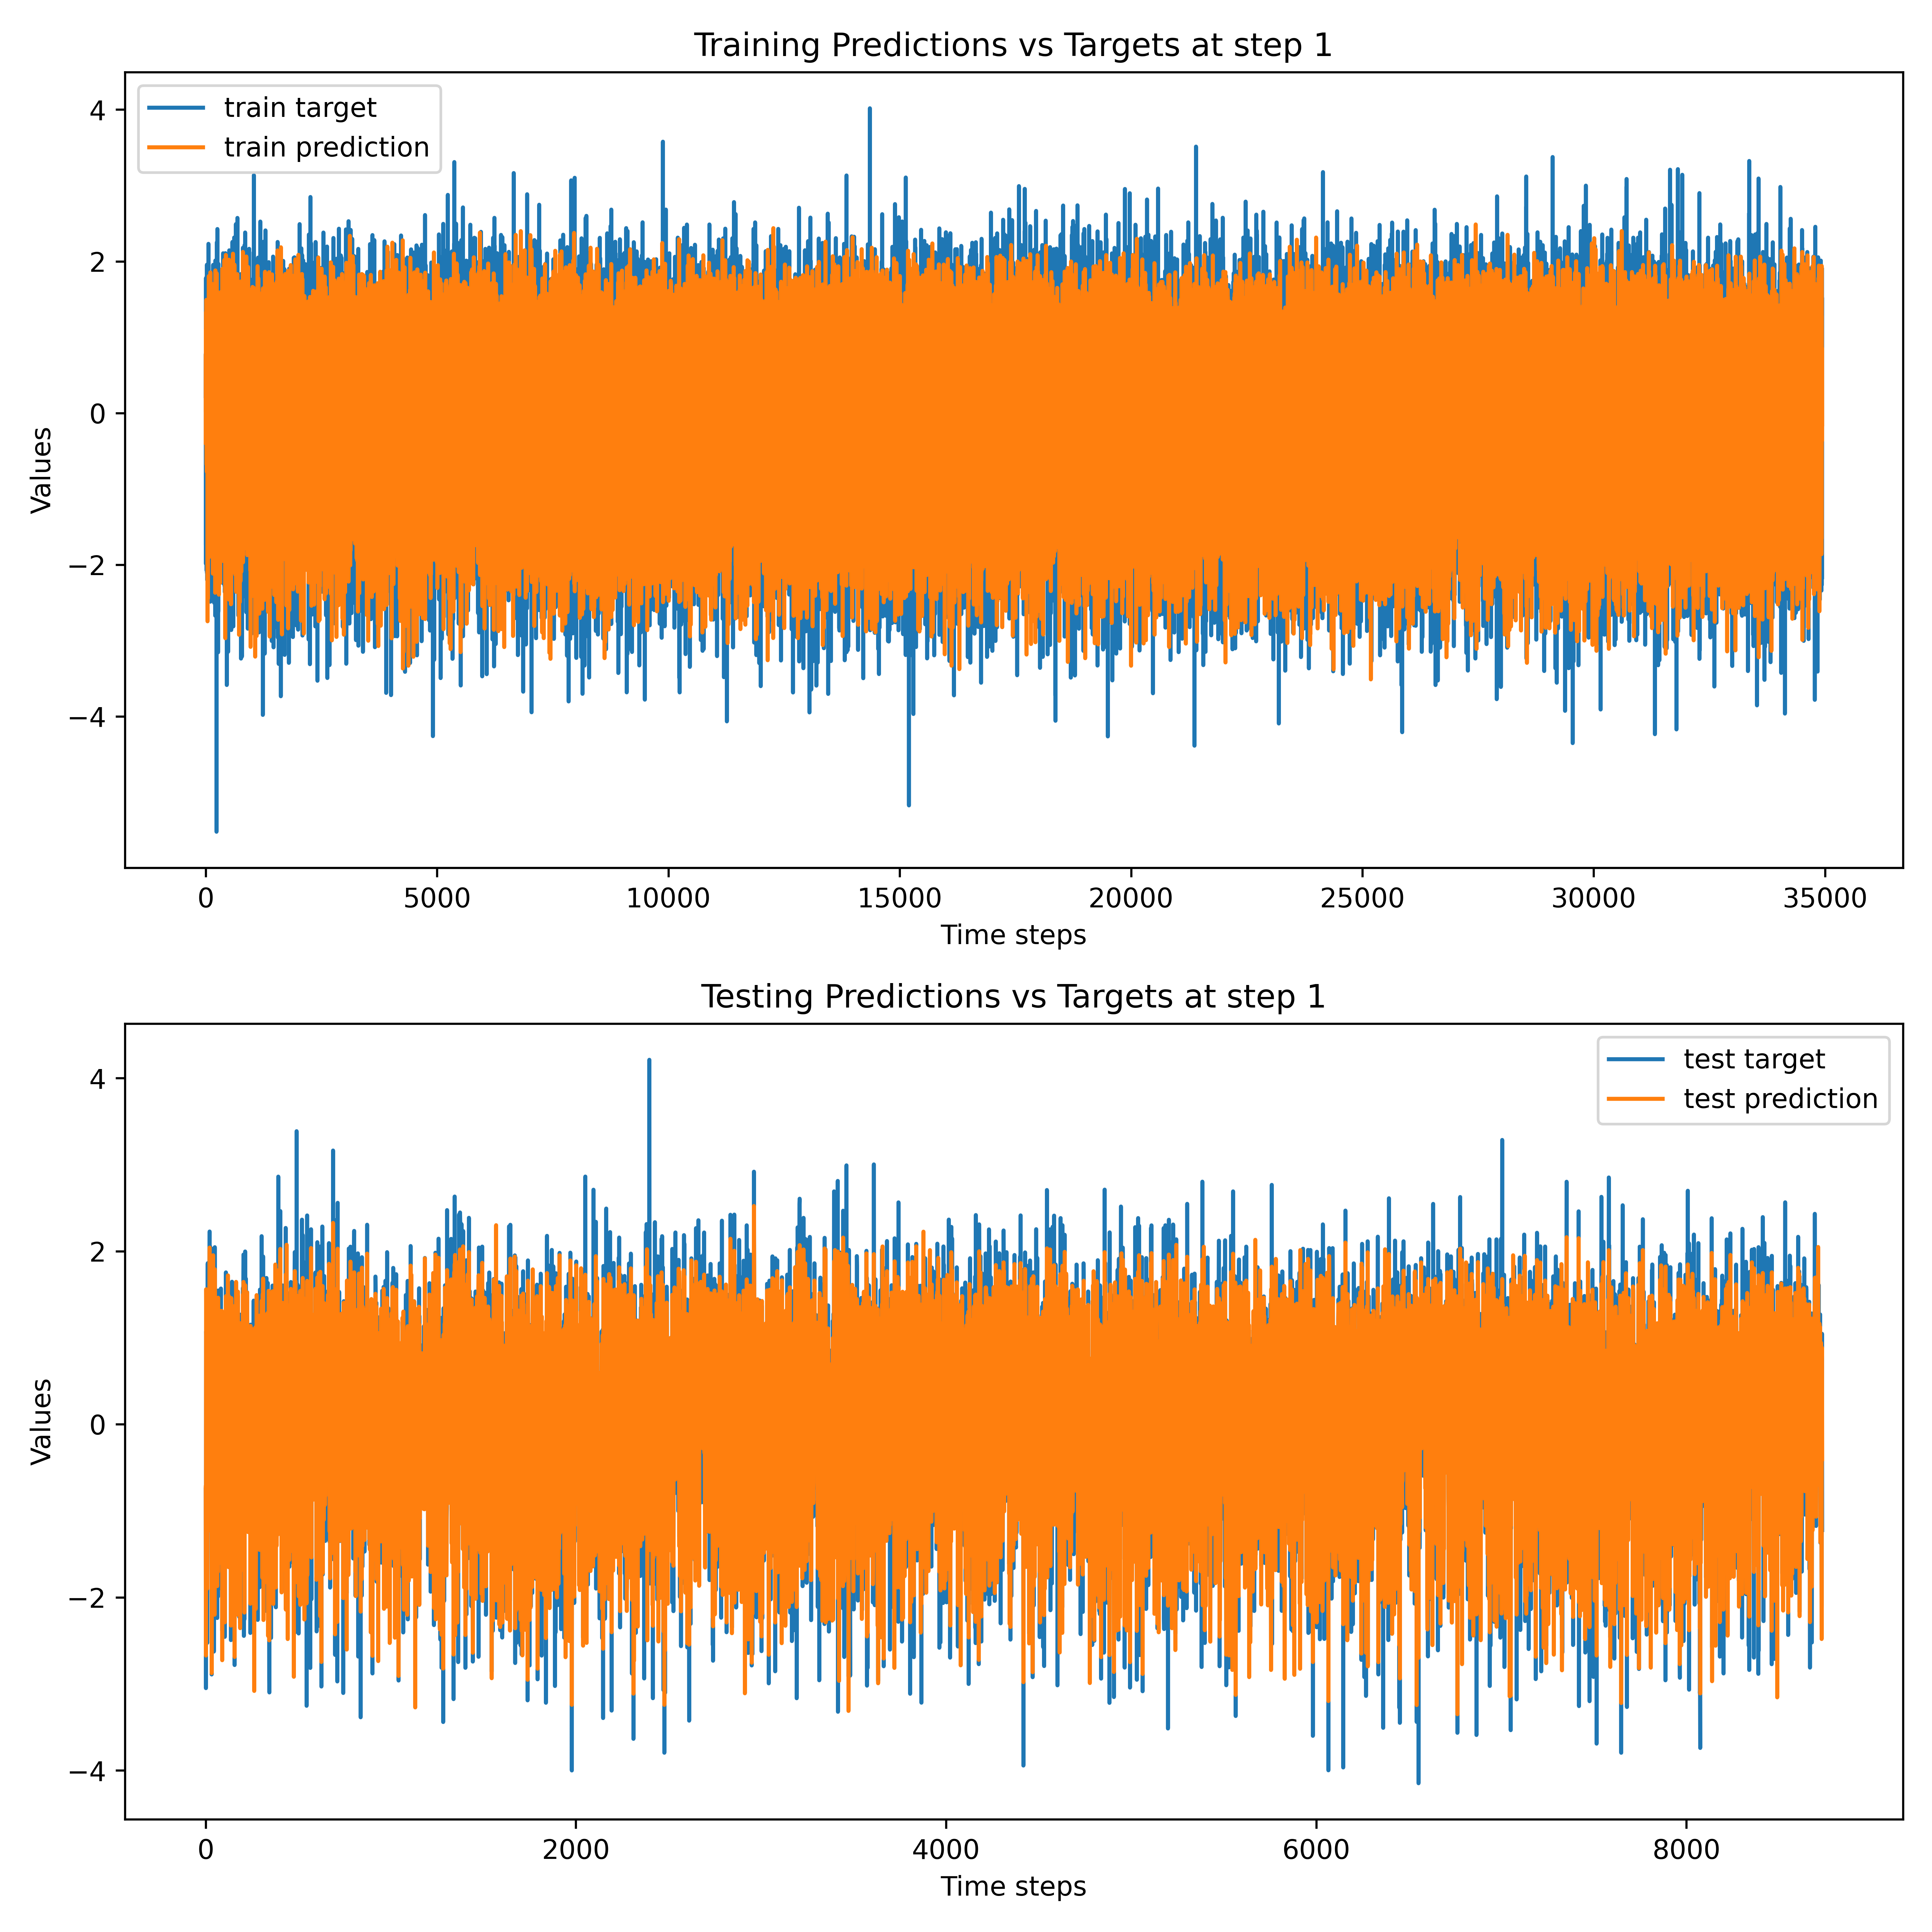 Training Predictions vs Targets at step 1
train target
train prediction
4
2
0
−2
−4
Values
0 5000 10000 15000 20000 25000 30000 35000
Time steps
Testing Predictions vs Targets at step 1
test target
test prediction
4
2
0
−2
−4
Values
0 2000 4000 6000 8000
Time steps